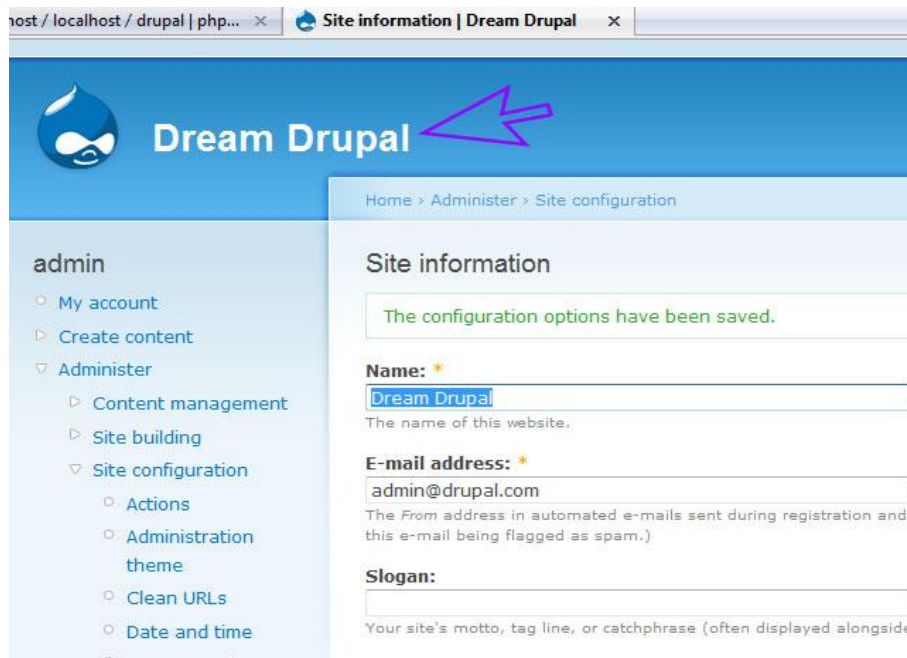 ost / localhost / drupal | php...
Site information | Dream Drupal
Dream Drupal
Home › Administer › Site configuration
admin
My account
Create content
Administer
Content management
Site building
Site configuration
Actions
Administration
theme
Clean URLs
Date and time
Site information
The configuration options have been saved.
Name: *
Dream Drupal
The name of this website.
E-mail address: *
admin@drupal.com
The From address in automated e-mails sent during registration and
this e-mail being flagged as spam.)
Slogan:
Your site's motto, tag line, or catchphrase (often displayed alongside